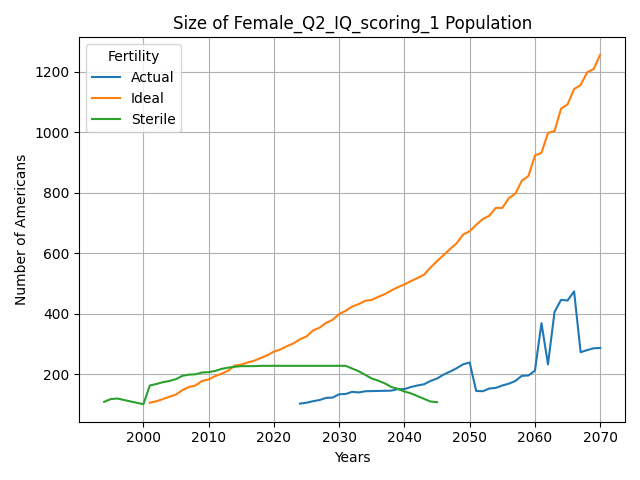 Size of Female_Q2_IQ_scoring_1 Population
Fertility
Actual
Ideal
Sterile
Number of Americans
1200
1000
800
600
400
200
2000
2010
2020
2030
2040
2050
2060
2070
Years